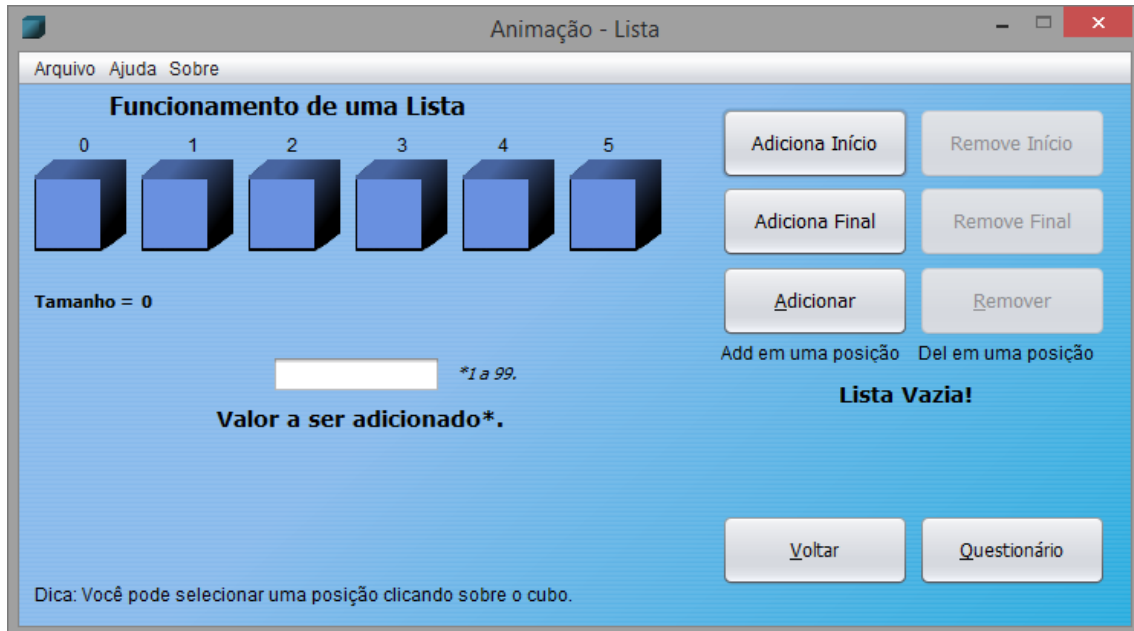 Animação - Lista
Arquivo Ajuda Sobre
Funcionamento de uma Lista
0 1 2 3 4 5
Tamanho = 0
*1 a 99.
Valor a ser adicionado*.
Adiciona Início Remove Início
Adiciona Final Remove Final
Adicionar Remover
Add em uma posição Del em uma posição
Lista Vazia!
Voltar Questionário
Dica: Você pode selecionar uma posição clicando sobre o cubo.